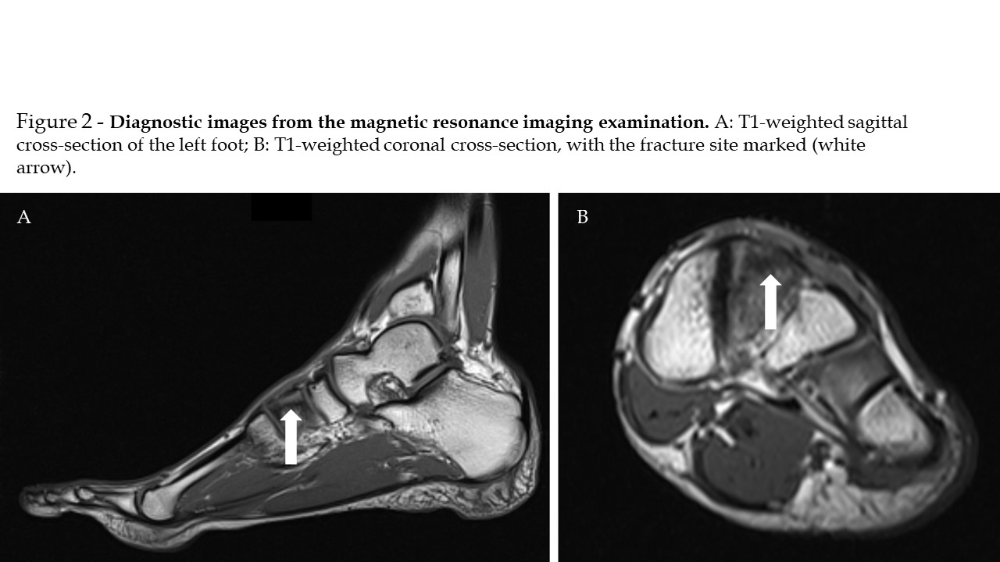 Figure 2 - Diagnostic images from the magnetic resonance imaging examination. A: T1-weighted sagittal
cross-section of the left foot; B: T1-weighted coronal cross-section, with the fracture site marked (white
arrow).
A
B